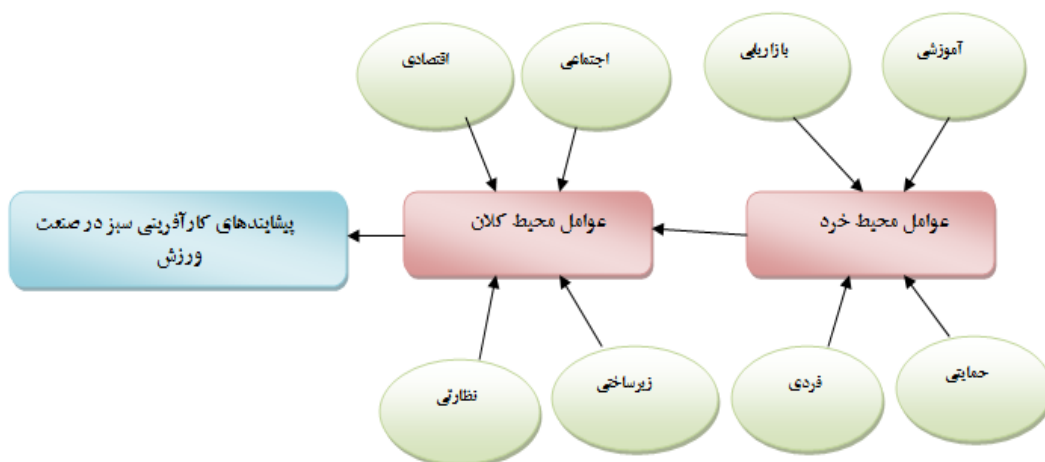 آموزشی
بازاریابی
اجتماعی
اقتصادی
عوامل محیط خرد
عوامل محیط کلان
پیشایندهای کارآفرینی سبز در صنعت
ورزش
حمایتی
فردی
زیرساختی
نظارتی